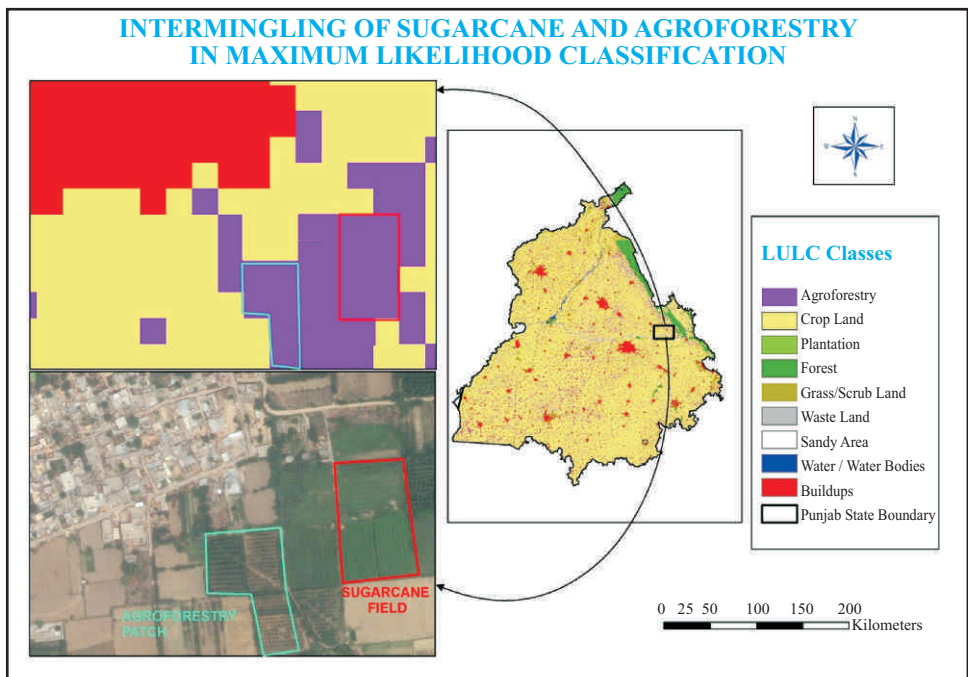 INTERMINGLING OF SUGARCANE AND AGROFORESTRY
IN MAXIMUM LIKELIHOOD CLASSIFICATION
N
W
E
S
LULC Classes
Agroforestry
Crop Land
Plantation
Forest
Grass/Scrub Land
Waste Land
Sandy Area
Water / Water Bodies
Buildups
Punjab State Boundary
AGROFORESTRY
PATCH
SUGARCANE
FIELD
0 25 50 100 150 200
Kilometers